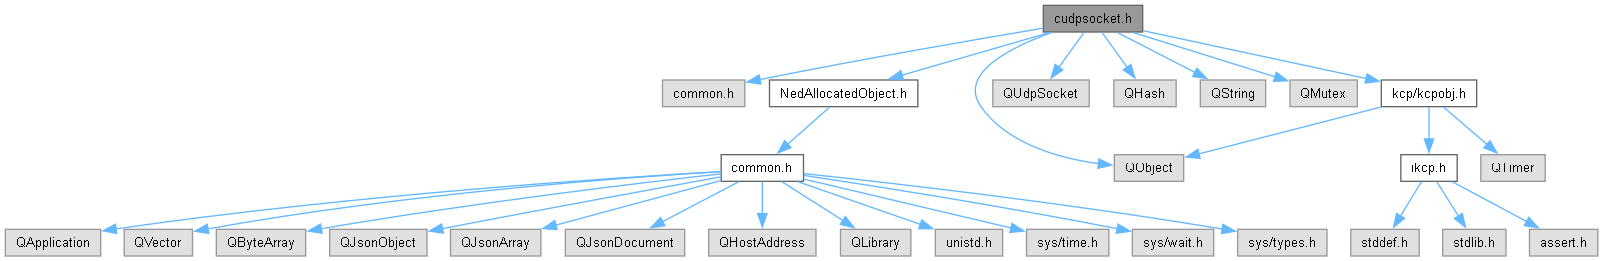 cudpsocket.h
common.h
NedAllocatedObject.h
QUdpSocket
QHash
QString
QMutex
kcp/kcpobj.h
common.h
QObject
ikcp.h
QTimer
QApplication
QVector
QByteArray
QJsonObject
QJsonArray
QJsonDocument
QHostAddress
QLibrary
unistd.h
sys/time.h
sys/wait.h
sys/types.h
stddef.h
stdlib.h
assert.h